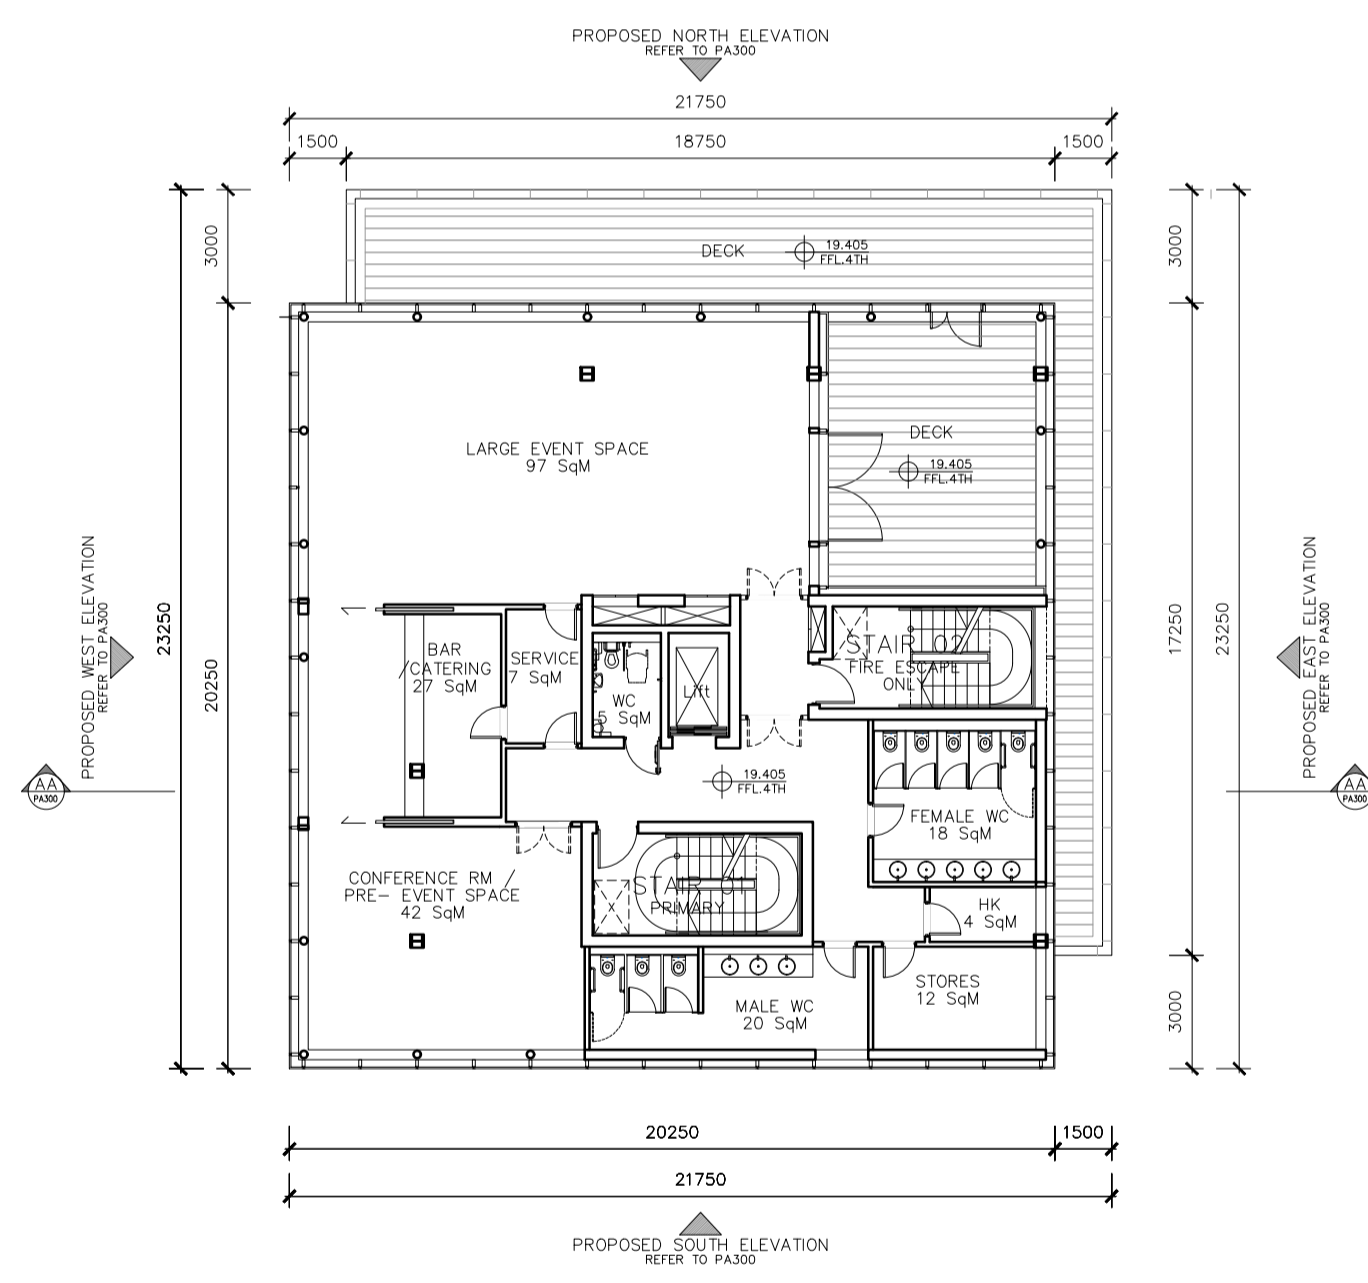 PROPOSED NORTH ELEVATION
REFER TO PA300
21750
1500
18750
1500
3000
3000
DECK
19.405
FFL.4TH
LARGE EVENT SPACE
97 SqM
DECK
19.405
FFL.4TH
PROPOSED WEST ELEVATION
REFER TO PA300
23250
20250
17250
23250
PROPOSED EAST ELEVATION
REFER TO PA300
BAR
/CATERING
27 SqM
SERVICE
7 SqM
WC
5 SqM
Lift
STAIR 02
FIRE ESCAPE
ONLY
AA
PA300
AA
PA300
19.405
FFL.4TH
FEMALE WC
18 SqM
CONFERENCE RM /
PRE- EVENT SPACE
42 SqM
STAIR 01
PRIMARY
X
HK
4 SqM
STORES
12 SqM
MALE WC
20 SqM
3000
20250
1500
21750
PROPOSED SOUTH ELEVATION
REFER TO PA300